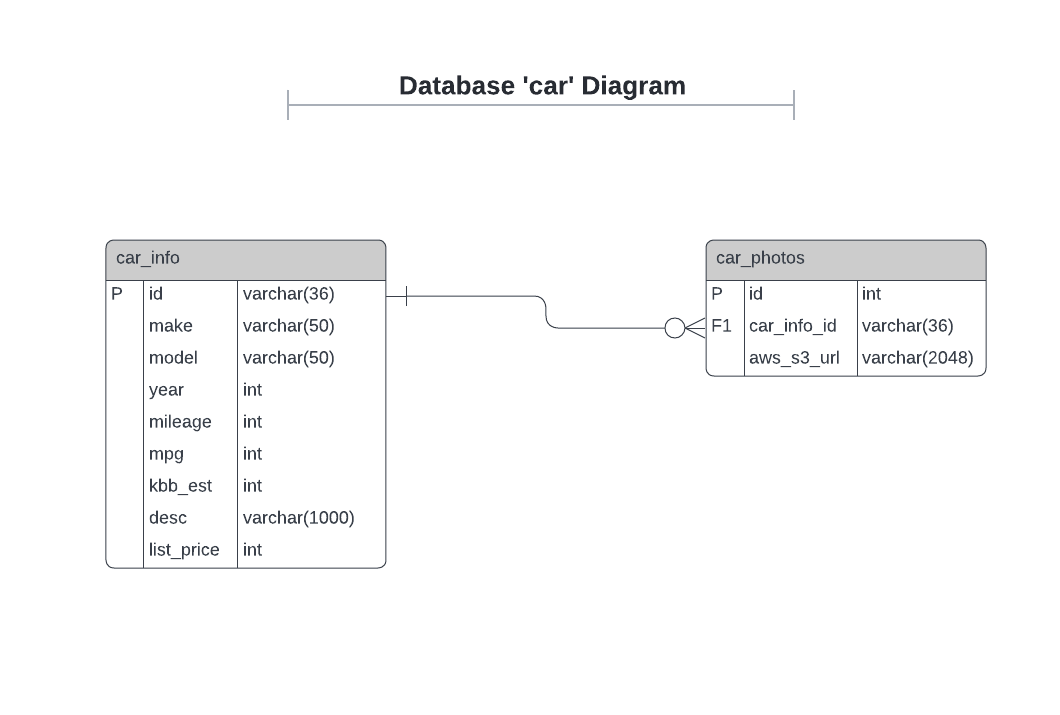 Database 'car' Diagram
car_info
P id varchar(36)
make varchar(50)
model varchar(50)
year int
mileage int
mpg int
kbb_est int
desc varchar(1000)
list_price int
car_photos
P id int
F1 car_info_id varchar(36)
aws_s3_url varchar(2048)